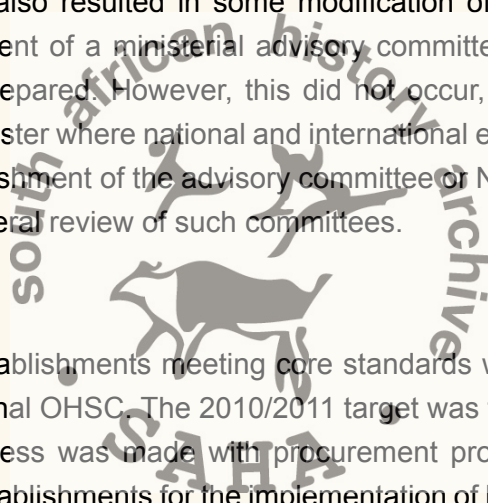 also resulted in some modification of
ent of a ministerial advisory committe
epared. However, this did not occur,
ster where national and international e
shment of the advisory committee or N
eral review of such committees.
ablishments meeting core standards w
nal OHSC. The 2010/2011 target was
ess was made with procurement pro
ablishments for the implementation of
south african history archive
SAHA